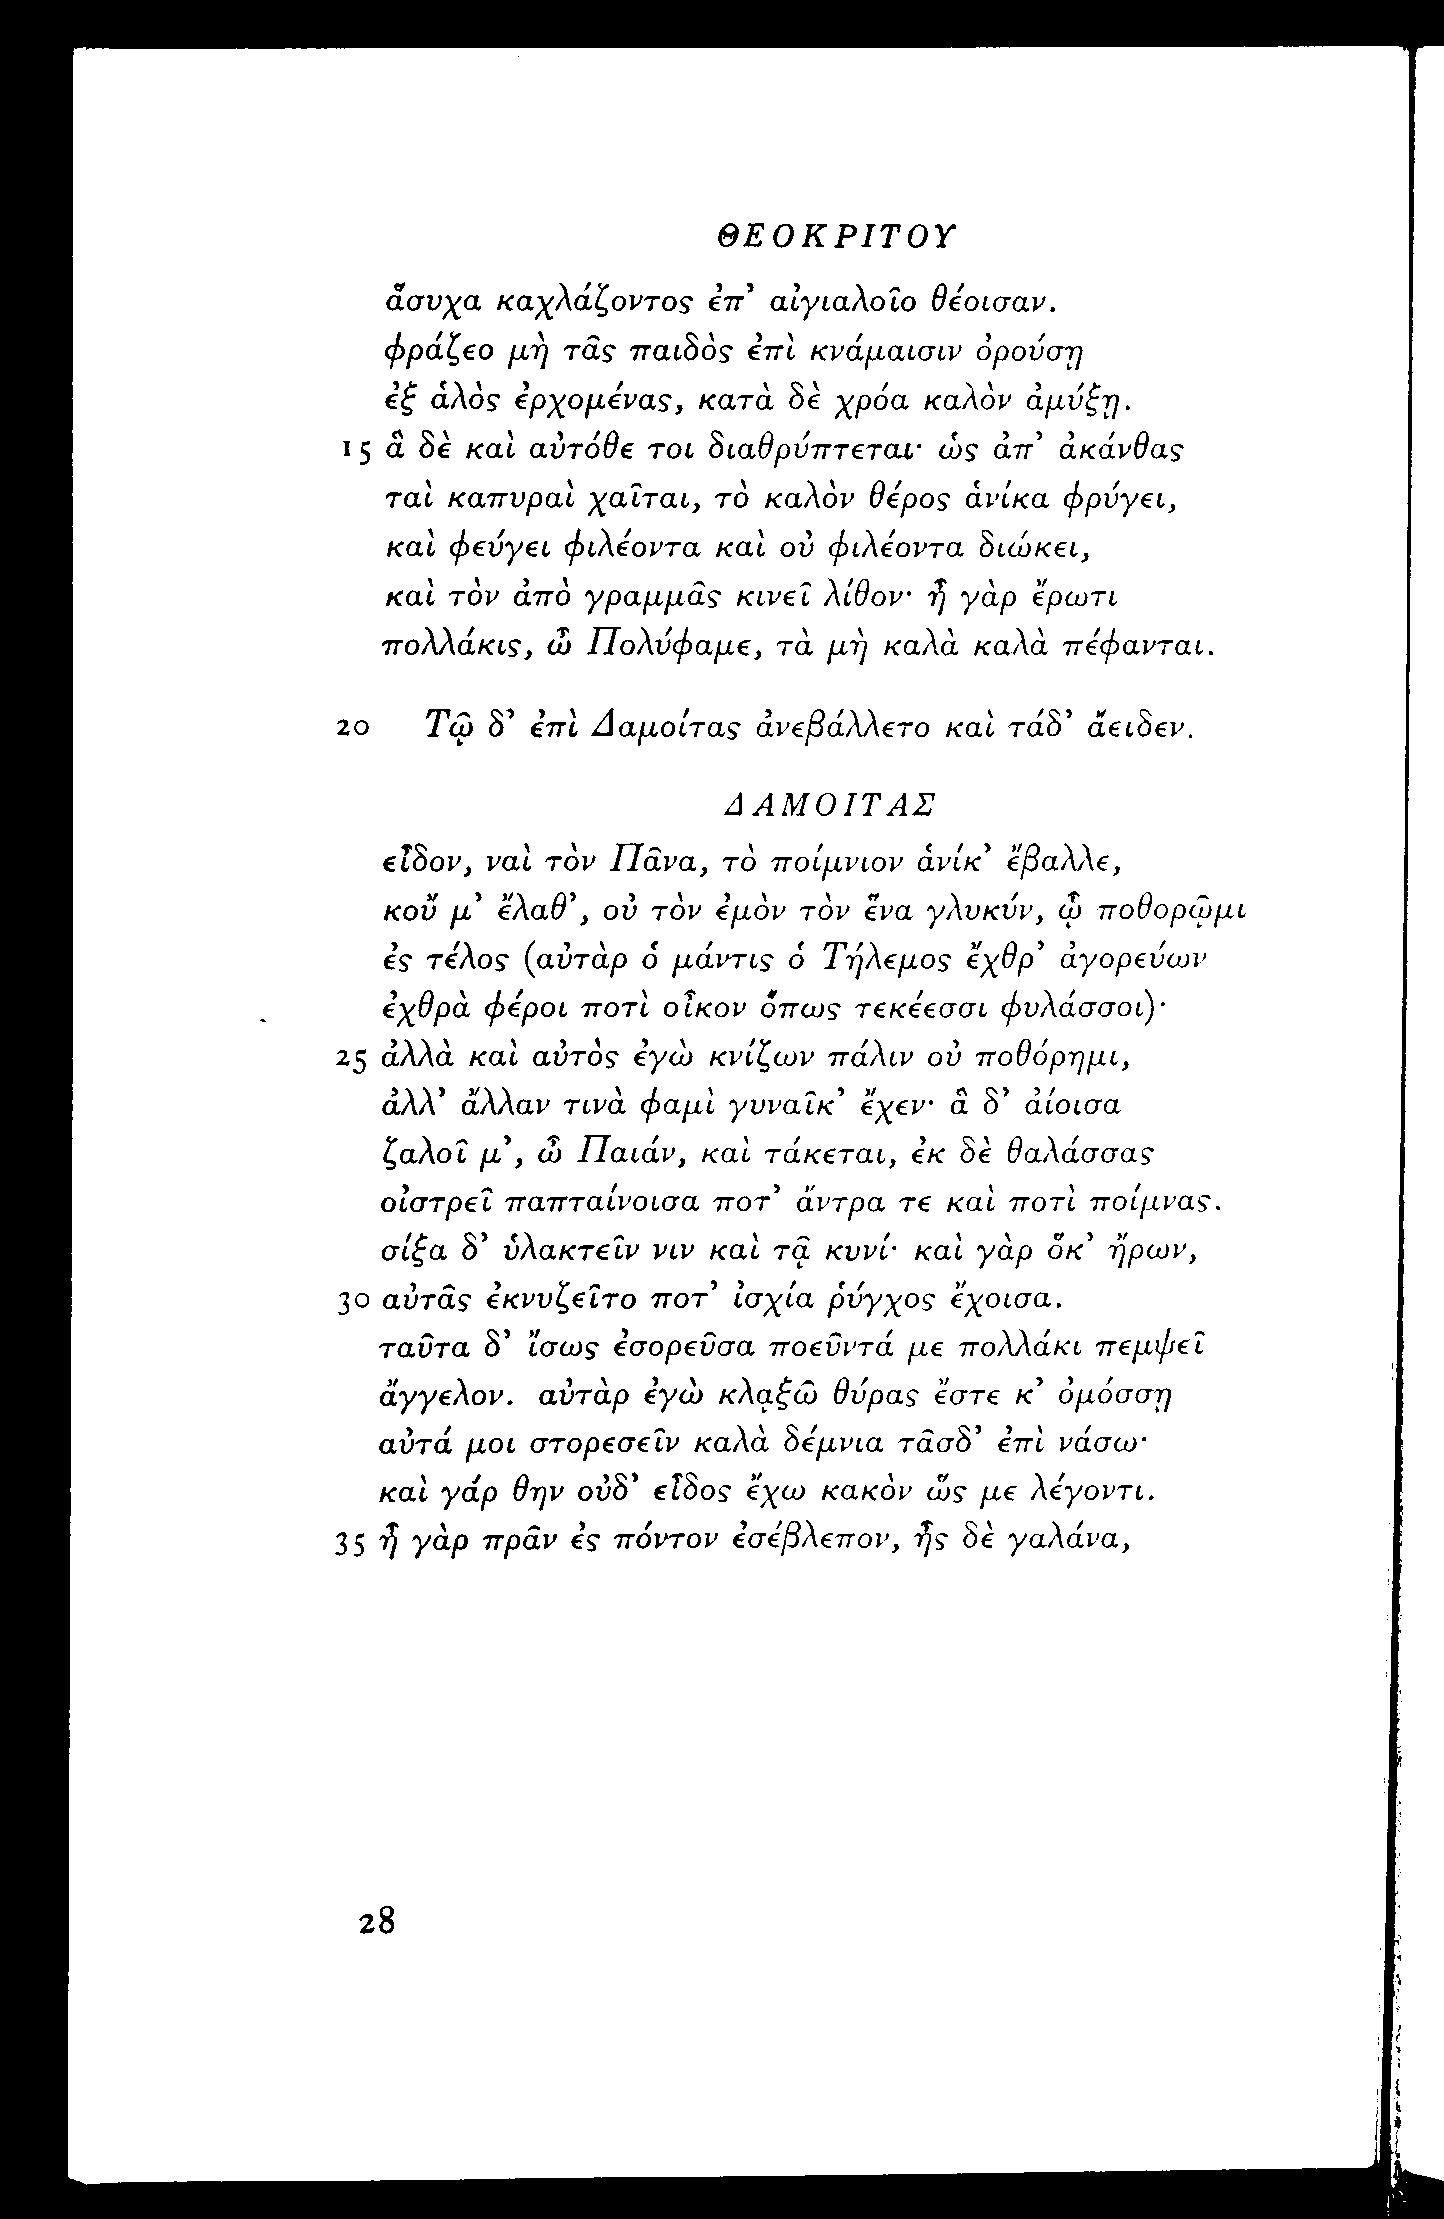 ΘΕΟΚΡΙΤΟΥ
ἅσυχα καχλάζοντος ἐπ’ αἰγιαλοῖο θέοισαν.
φράζεο μὴ τᾶς παιδὸς ἐπὶ κνάμαισιν ὀρούσῃ
ἐξ ἁλὸς ἐρχομένας, κατὰ δὲ χρόα καλὸν ἀμύξῃ.
15 ἃ δὲ καὶ αὐτόθε τοι διαθρύπτεται· ὡς ἀπ’ ἀκάνθας
ταὶ καπυραὶ χαῖται, τὸ καλὸν θέρος ἁνίκα φρύγει,
καὶ φεύγει φιλέοντα καὶ οὐ φιλέοντα διώκει,
καὶ τὸν ἀπὸ γραμμᾶς κινεῖ λίθον· ἦ γὰρ ἔρωτι
πολλάκις, ὦ Πολύφαμε, τὰ μὴ καλὰ καλὰ πέφανται.
20 Τῷ δ’ ἐπὶ Δαμοίτας ἀνεβάλλετο καὶ τάδ’ ἄειδεν.
ΔΑΜΟΙΤΑΣ
εἶδον, ναὶ τὸν Πᾶνα, τὸ ποίμνιον ἁνίκ’ ἔβαλλε,
κοὔ μ’ ἔλαθ’, οὐ τὸν ἐμὸν τὸν ἕνα γλυκύν, ᾧ ποθορῷμι
ἐς τέλος (αὐτὰρ ὁ μάντις ὁ Τήλεμος ἔχθρ’ ἀγορεύων
ἐχθρὰ φέροι ποτὶ οἶκον ὅπως τεκέεσσι φυλάσσοι)·
25 ἀλλὰ καὶ αὐτὸς ἐγὼ κνίζων πάλιν οὐ ποθόρημι,
ἀλλ’ ἄλλαν τινὰ φαμὶ γυναῖκ’ ἔχεν· ἃ δ’ ἀίοισα
ζαλοῖ μ’, ὦ Παιάν, καὶ τάκεται, ἐκ δὲ θαλάσσας
οἰστρεῖ παπταίνοισα ποτ’ ἄντρα τε καὶ ποτὶ ποίμνας.
σίξα δ’ ὑλακτεῖν νιν καὶ τᾷ κυνί· καὶ γὰρ ὅκ’ ἤρων,
30 αὐτᾶς ἐκνυζεῖτο ποτ’ ἰσχία ῥύγχος ἔχοισα.
ταῦτα δ’ ἴσως ἐσορεῦσα ποεῦντά με πολλάκι πεμψεῖ
ἄγγελον. αὐτὰρ ἐγὼ κλᾳξῶ θύρας ἔστε κ’ ὀμόσσῃ
αὐτά μοι στορεσεῖν καλὰ δέμνια τᾶσδ’ ἐπὶ νάσω·
καὶ γάρ θην οὐδ’ εἶδος ἔχω κακὸν ὥς με λέγοντι.
35 ἦ γὰρ πρᾶν ἐς πόντον ἐσέβλεπον, ἦς δὲ γαλάνα,
28